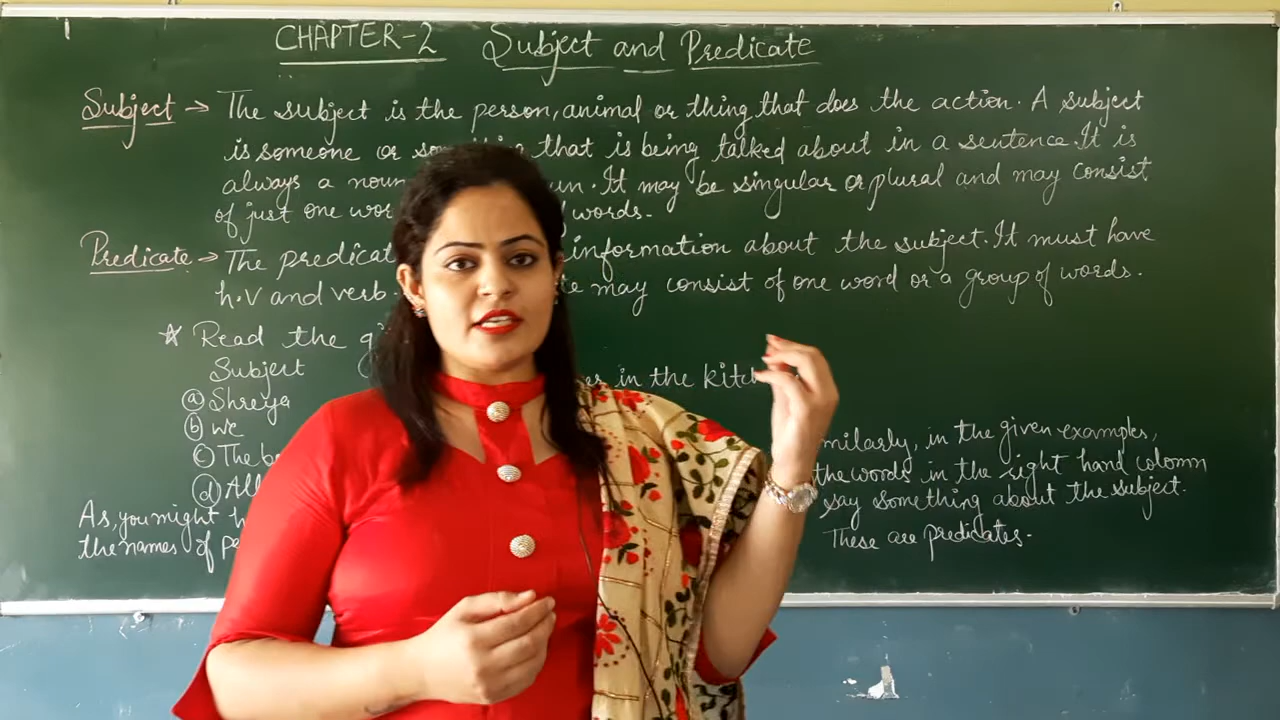 CHAPTER-2 Subject and Predicate
Subject → The subject is the person, animal or thing that does the action. A subject
is someone or that is being talked about in a sentence. It is
always a noun It may be singular or plural and may consist
of just one words.
Predicate → The information about the subject. It must have
h.v and verb. may consist of one word or a group of words.
Read the
Subject in the
ⓐ Shreya
ⓑ We
ⓒ The
ⓓ All
As, you might in the given examples,
the names of the words in the right hand colomn
say something about the subject.
These are predicates.